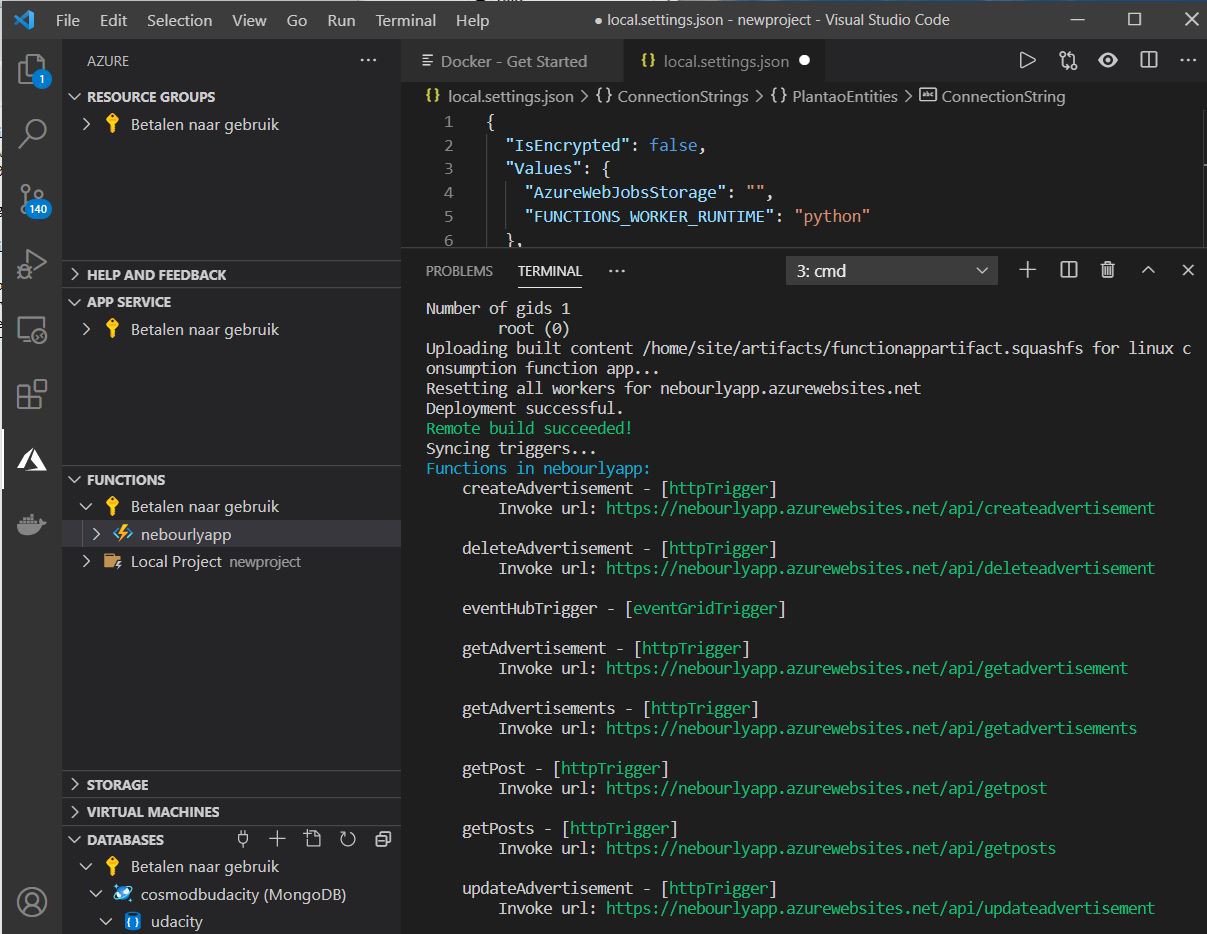 File Edit Selection View Go Run Terminal Help
● local.settings.json - newproject - Visual Studio Code
1
140
AZURE
RESOURCE GROUPS
Betalen naar gebruik
HELP AND FEEDBACK
APP SERVICE
Betalen naar gebruik
FUNCTIONS
Betalen naar gebruik
nebourlyapp
Local Project newproject
STORAGE
VIRTUAL MACHINES
DATABASES
Betalen naar gebruik
cosmodbudacity (MongoDB)
udacity
Docker - Get Started
{} local.settings.json ●
{} local.settings.json > {} ConnectionStrings > {} PlantaoEntities > abc ConnectionString
1 {
2 "IsEncrypted": false,
3 "Values": {
4 "AzureWebJobsStorage": "",
5 "FUNCTIONS_WORKER_RUNTIME": "python"
6 },
PROBLEMS TERMINAL ...
3: cmd
Number of gids 1
root (0)
Uploading built content /home/site/artifacts/functionappartifact.squashfs for linux c
onsumption function app...
Resetting all workers for nebourlyapp.azurewebsites.net
Deployment successful.
Remote build succeeded!
Syncing triggers...
Functions in nebourlyapp:
createAdvertisement - [httpTrigger]
Invoke url: https://nebourlyapp.azurewebsites.net/api/createadvertisement
deleteAdvertisement - [httpTrigger]
Invoke url: https://nebourlyapp.azurewebsites.net/api/deleteadvertisement
eventHubTrigger - [eventGridTrigger]
getAdvertisement - [httpTrigger]
Invoke url: https://nebourlyapp.azurewebsites.net/api/getadvertisement
getAdvertisements - [httpTrigger]
Invoke url: https://nebourlyapp.azurewebsites.net/api/getadvertisements
getPost - [httpTrigger]
Invoke url: https://nebourlyapp.azurewebsites.net/api/getpost
getPosts - [httpTrigger]
Invoke url: https://nebourlyapp.azurewebsites.net/api/getposts
updateAdvertisement - [httpTrigger]
Invoke url: https://nebourlyapp.azurewebsites.net/api/updateadvertisement